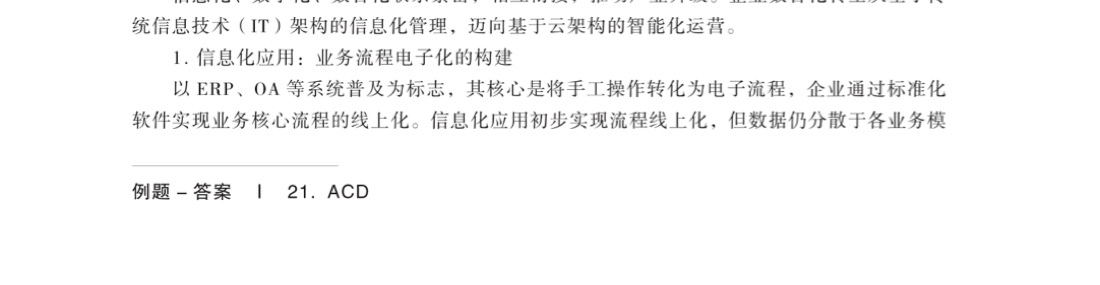 统信息技术（IT）架构的信息化管理，迈向基于云架构的智能化运营。
1. 信息化应用：业务流程电子化的构建
以 ERP、OA 等系统普及为标志，其核心是将手工操作转化为电子流程，企业通过标准化
软件实现业务核心流程的线上化。信息化应用初步实现流程线上化，但数据仍分散于各业务模
例题 – 答案 | 21. ACD